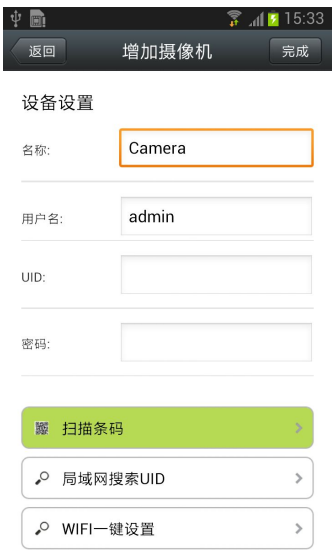 15:33
返回 增加摄像机 完成
设备设置
名称: Camera
用户名: admin
UID:
密码:
扫描条码
局域网搜索UID
WIFI一键设置